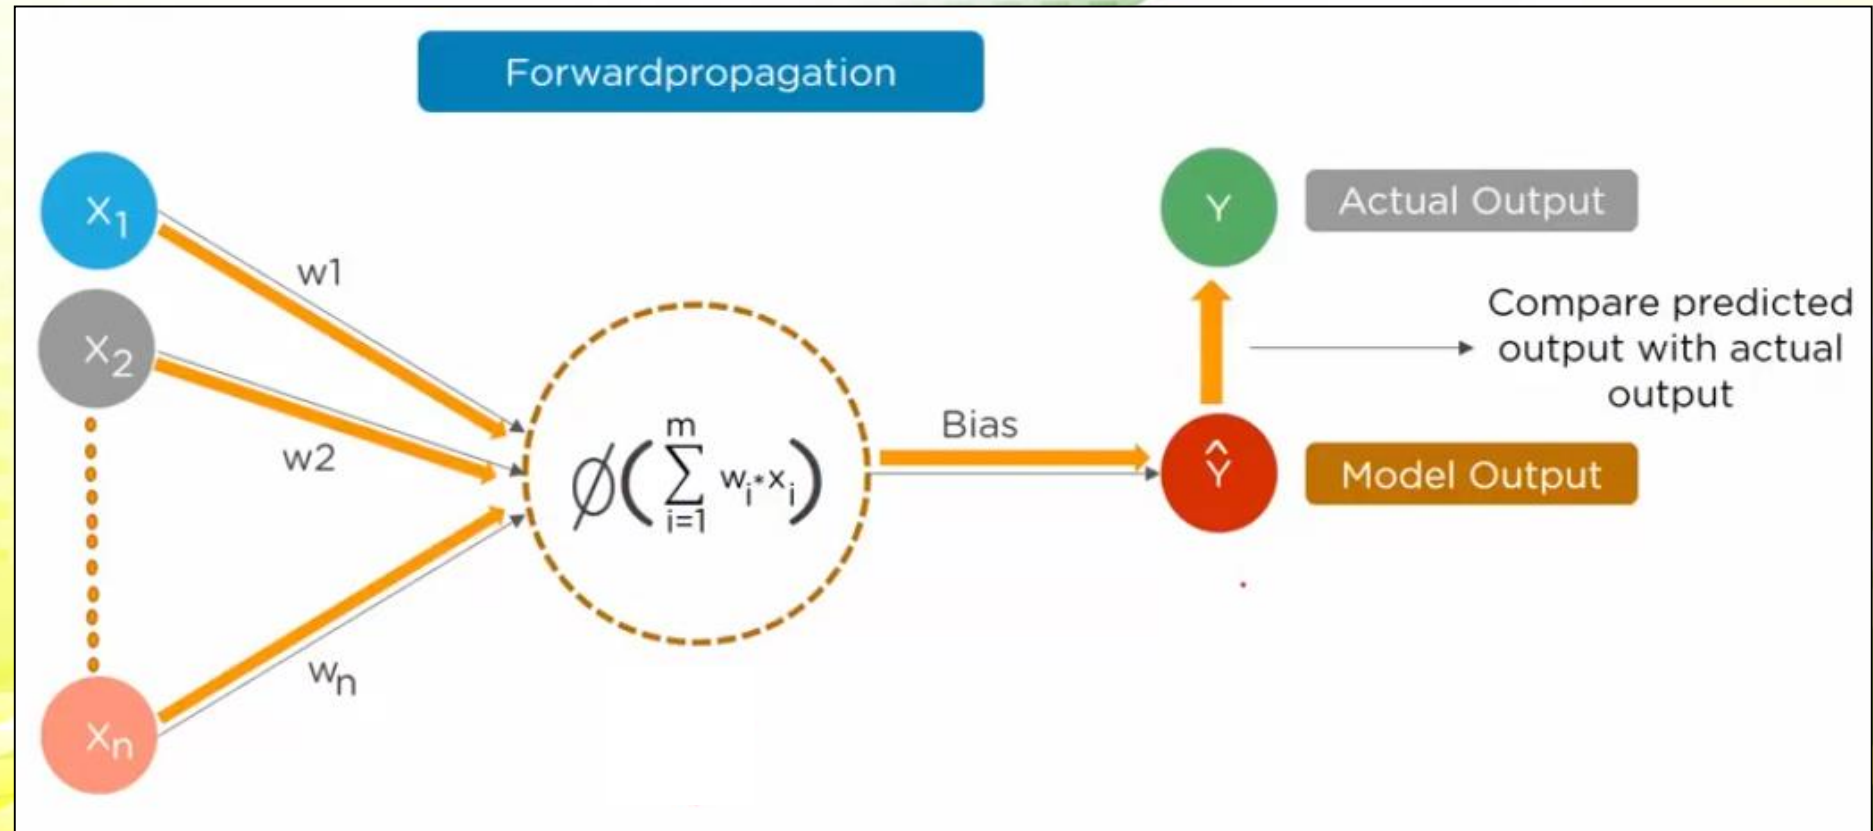 Forwardpropagation
X₁
w1
X₂
w2
Xₙ
wₙ
∅(∑ᵢ₌₁ᵐ wᵢ*xᵢ)
Bias
Y
Actual Output
Compare predicted
output with actual
output
Ŷ
Model Output